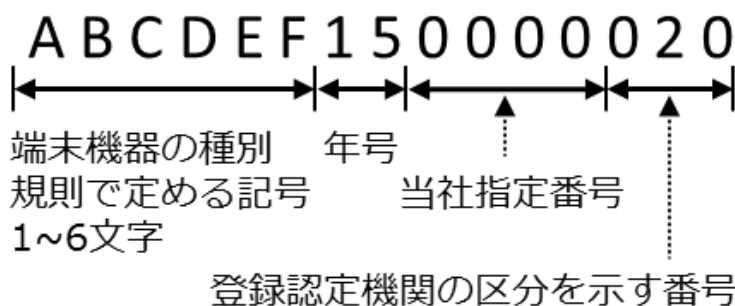 ABCDEF150000020
端末機器の種別 年号
規則で定める記号 当社指定番号
1~6文字
登録認定機関の区分を示す番号